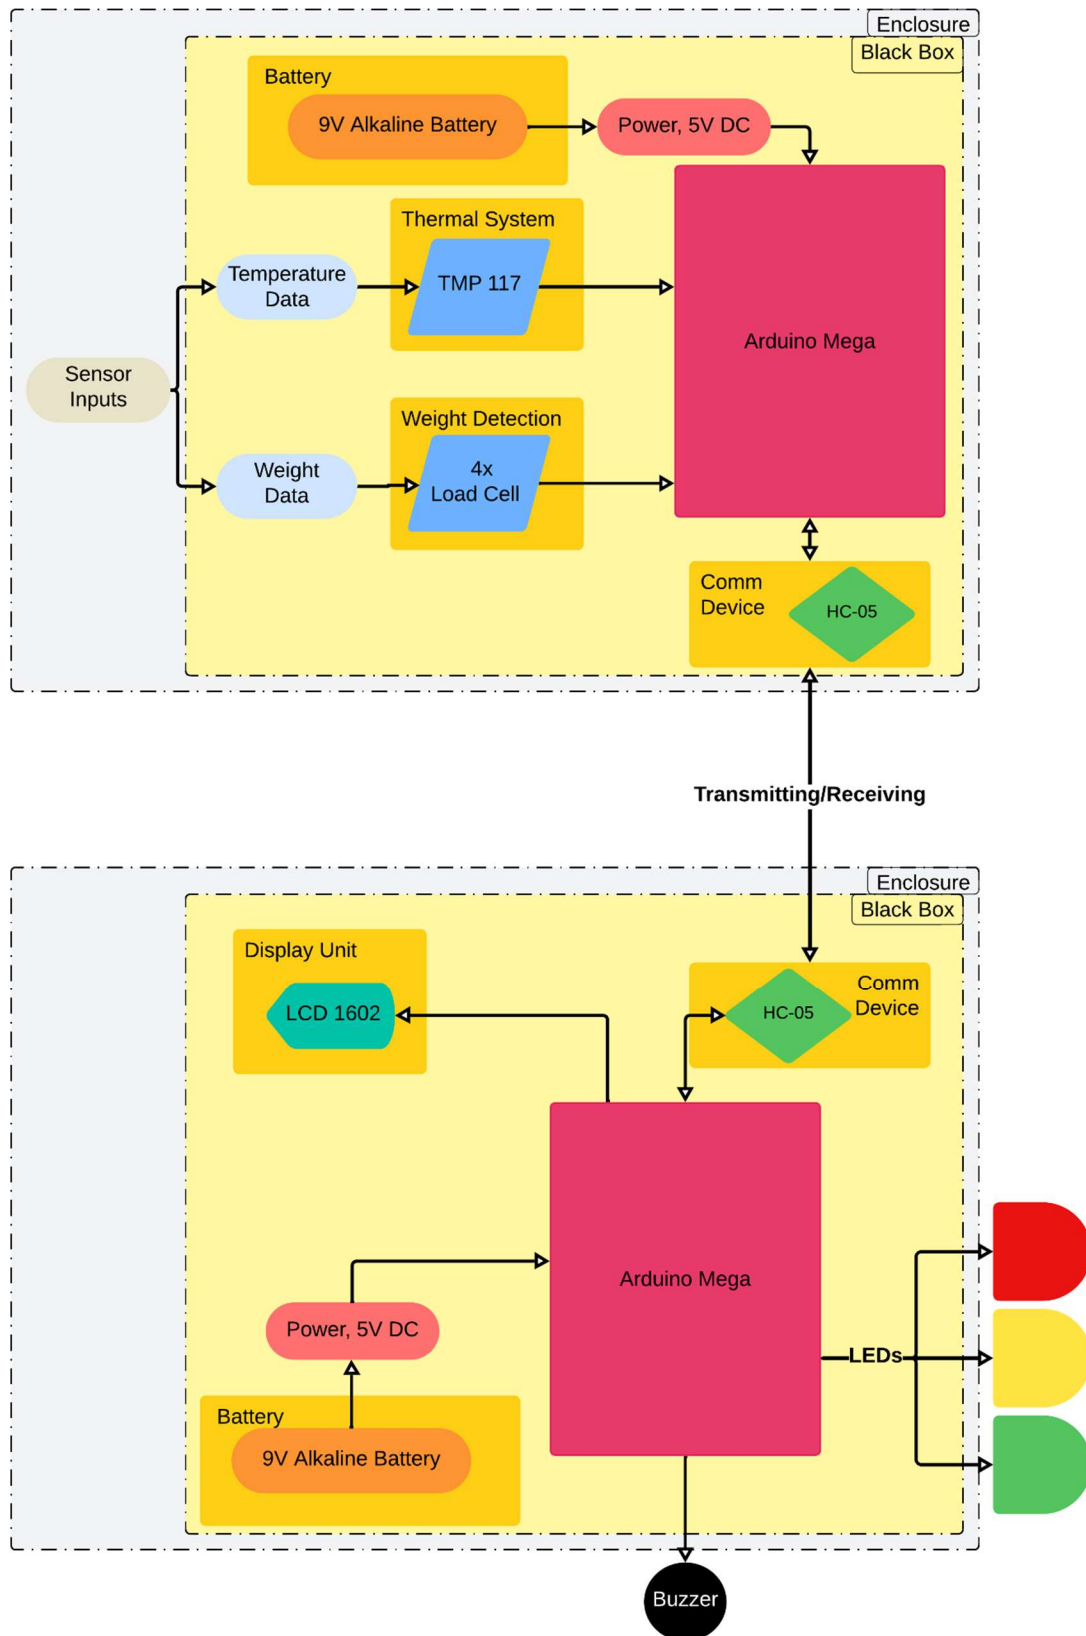 Enclosure
Black Box
Battery
9V Alkaline Battery
Power, 5V DC
Thermal System
Temperature
Data
TMP 117
Arduino Mega
Sensor
Inputs
Weight Detection
Weight
Data
4x
Load Cell
Comm
Device
HC-05
Transmitting/Receiving
Enclosure
Black Box
Display Unit
LCD 1602
HC-05
Comm
Device
Arduino Mega
Power, 5V DC
LEDs
Battery
9V Alkaline Battery
Buzzer